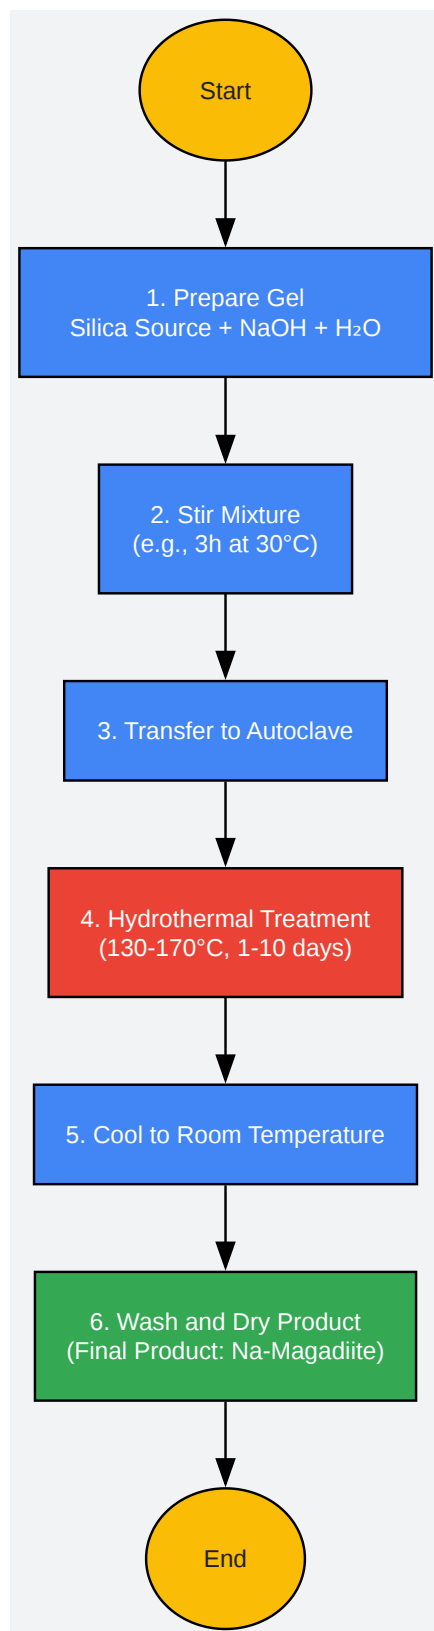 Start
1. Prepare Gel
Silica Source + NaOH + H₂O
2. Stir Mixture
(e.g., 3h at 30°C)
3. Transfer to Autoclave
4. Hydrothermal Treatment
(130-170°C, 1-10 days)
5. Cool to Room Temperature
6. Wash and Dry Product
(Final Product: Na-Magadiite)
End